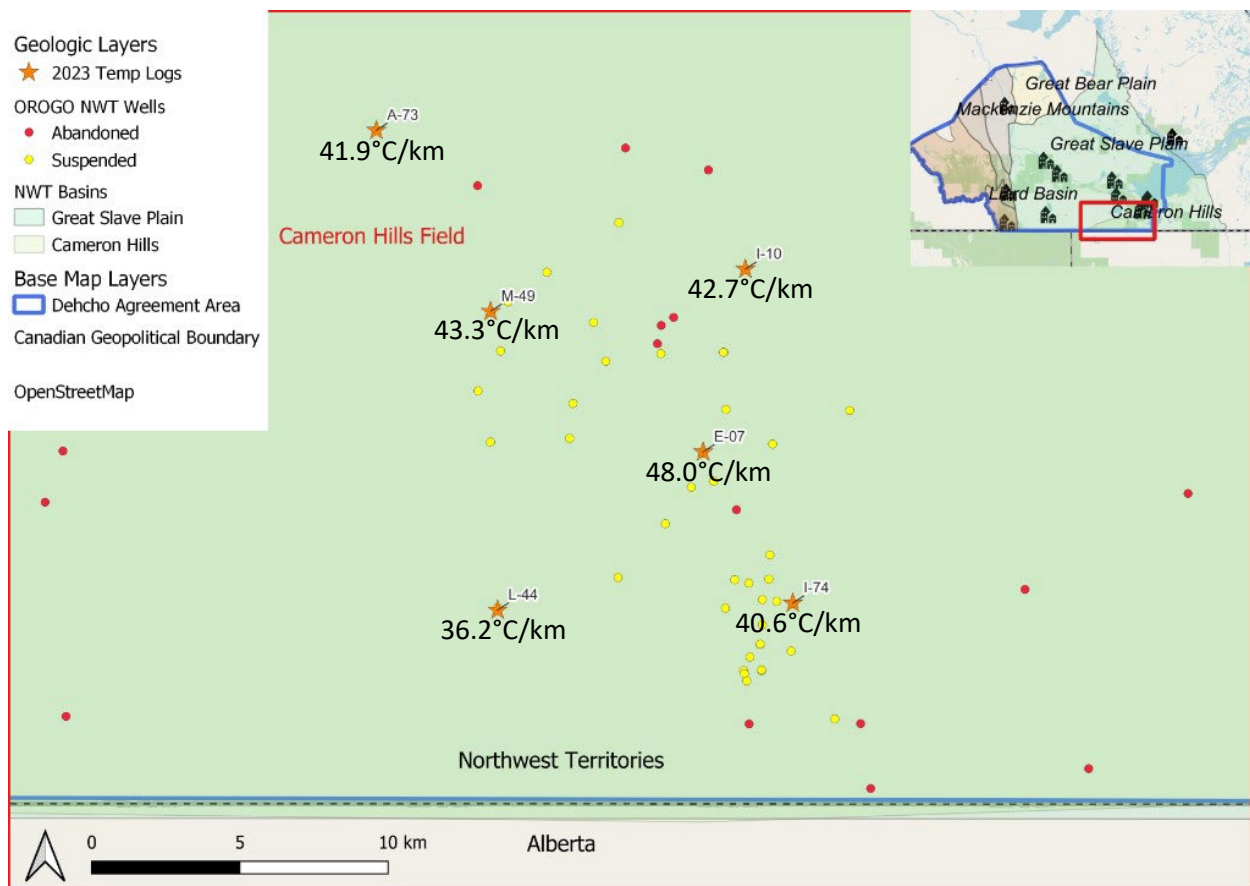 Geologic Layers
2023 Temp Logs
OROGO NWT Wells
Abandoned
Suspended
NWT Basins
Great Slave Plain
Cameron Hills
Base Map Layers
Dehcho Agreement Area
Canadian Geopolitical Boundary
OpenStreetMap
Great Bear Plain
Mackenzie Mountains
Great Slave Plain
Liard Basin
Cameron Hills
A-73
41.9°C/km
Cameron Hills Field
I-10
42.7°C/km
M-49
43.3°C/km
E-07
48.0°C/km
L-44
36.2°C/km
I-74
40.6°C/km
Northwest Territories
0 5 10 km
Alberta